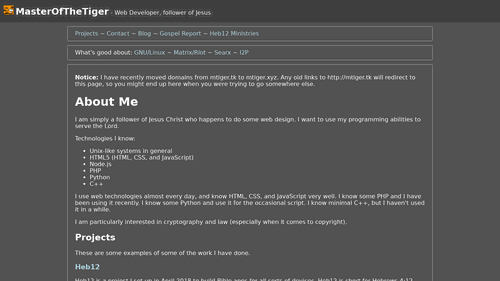 MasterOfTheTiger - Web Developer, follower of Jesus
Projects ~ Contact ~ Blog ~ Gospel Report ~ Heb12 Ministries
What's good about: GNU/Linux ~ Matrix/Riot ~ Searx ~ I2P
Notice: I have recently moved domains from mtiger.tk to mtiger.xyz. Any old links to http://mtiger.tk will redirect to
this page, so you might end up here when you were trying to go somewhere else.
About Me
I am simply a follower of Jesus Christ who happens to do some web design. I want to use my programming abilities to
serve the Lord.
Technologies I know:
Unix-like systems in general
HTML5 (HTML, CSS, and JavaScript)
Node.js
PHP
Python
C++
I use web technologies almost every day, and know HTML, CSS, and JavaScript very well. I know some PHP and I have
been using it recently. I know some Python and use it for the occasional script. I know minimal C++, but I haven't used
it in a while.
I am particularly interested in cryptography and law (especially when it comes to copyright).
Projects
These are some examples of some of the work I have done.
Heb12
Heb12 is a project I set up in April 2018 to build Bible apps for all sorts of devices. Heb12 is short for Hebrews 4:12